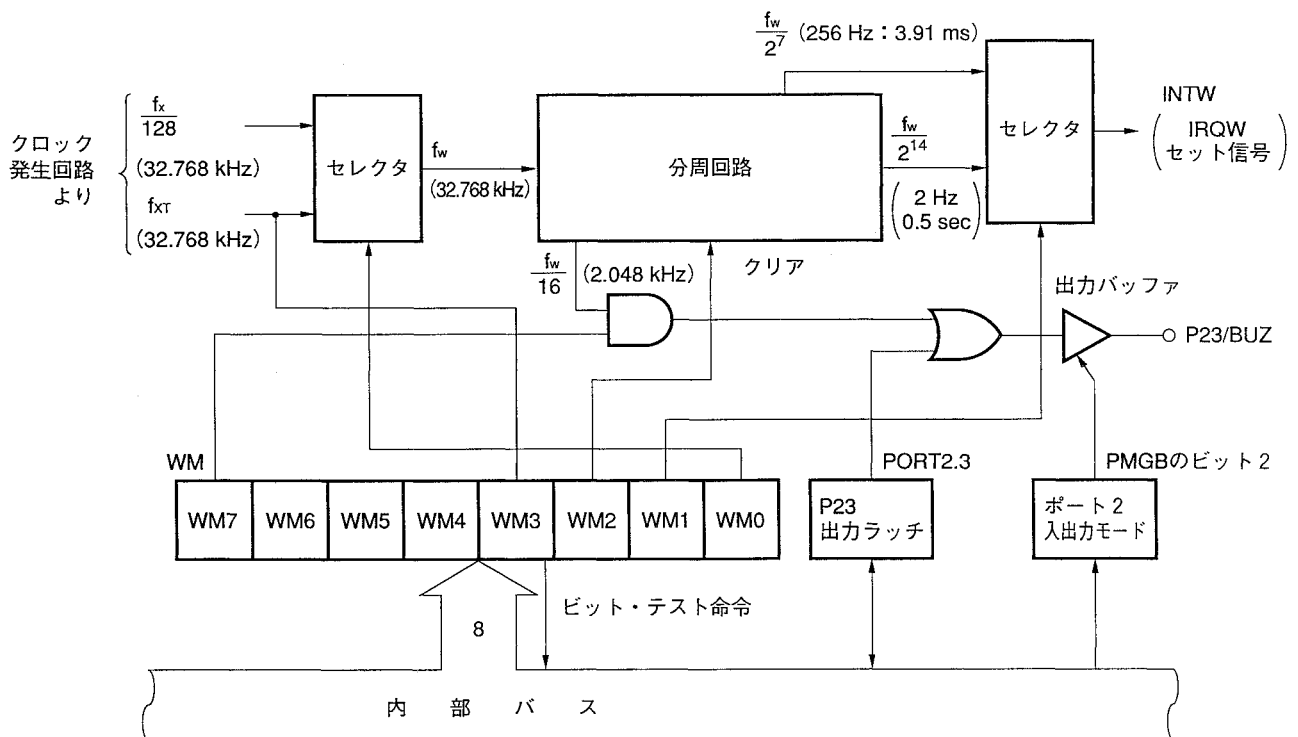 fw/2^7 (256 Hz：3.91 ms)
fx/128
(32.768 kHz)
クロック
発生回路
より
fXT
(32.768 kHz)
セレクタ
fw
(32.768 kHz)
分周回路
fw/2^14
(2 Hz
0.5 sec)
セレクタ
INTW
(IRQW
セット信号)
fw/16 (2.048 kHz)
クリア
出力バッファ
P23/BUZ
WM
PORT2.3
PMGBのビット2
WM7 WM6 WM5 WM4 WM3 WM2 WM1 WM0
P23
出力ラッチ
ポート2
入出力モード
8
ビット・テスト命令
内部バス